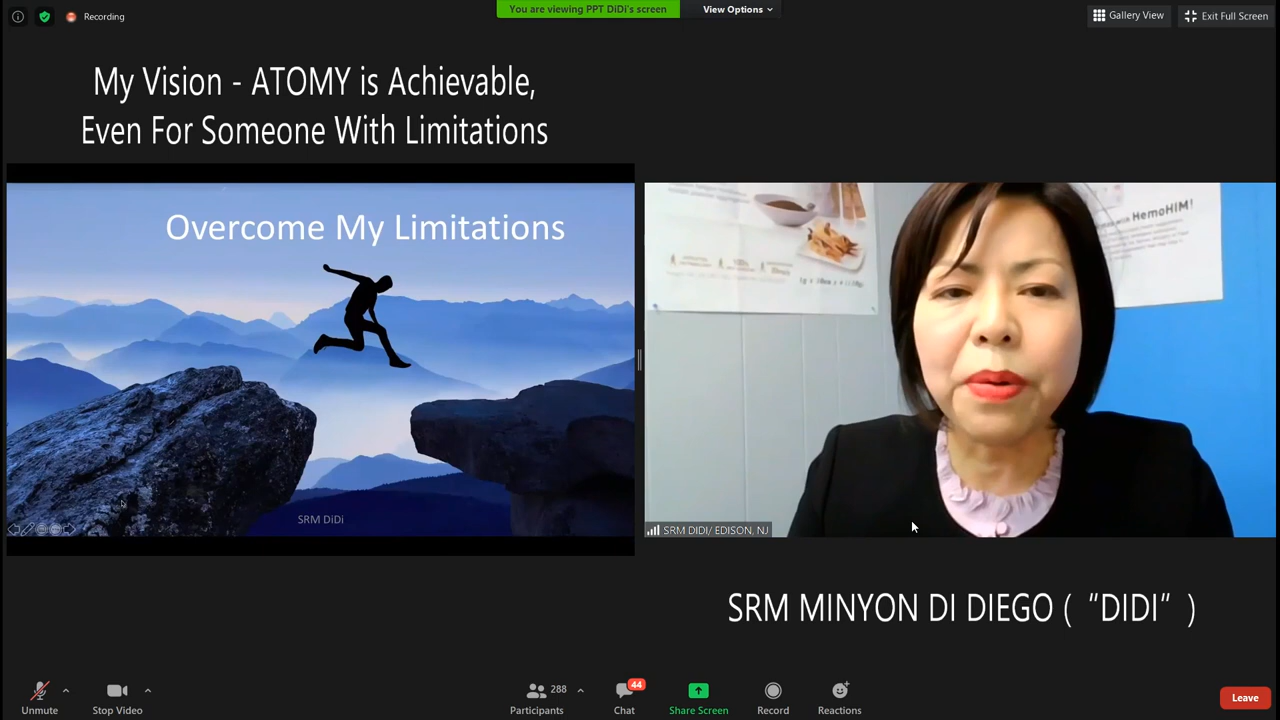 Recording
You are viewing PPT DiDi's screen
View Options
Gallery View
Exit Full Screen
My Vision - ATOMY is Achievable,
Even For Someone With Limitations
Overcome My Limitations
SRM DiDi
HemoHIM!
SRM DIDI/ EDISON, NJ
SRM MINYON DI DIEGO ( "DIDI" )
Unmute
Stop Video
288
Participants
44
Chat
Share Screen
Record
Reactions
Leave